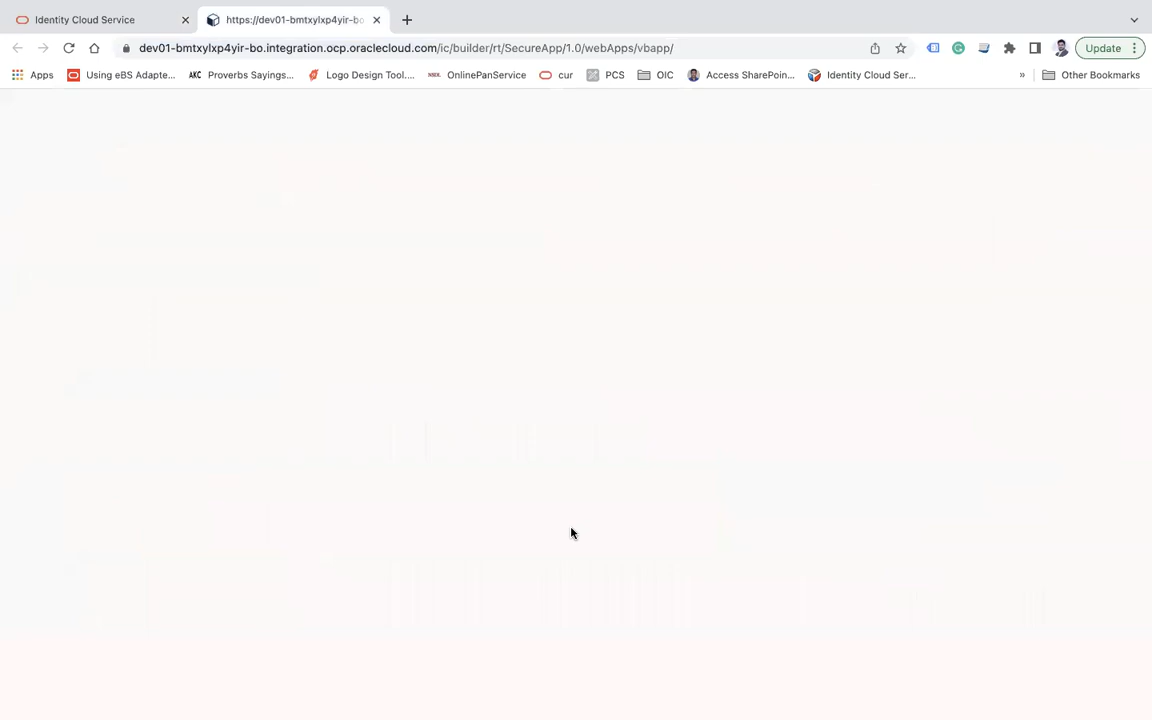 Identity Cloud Service
https://dev01-bmtxylxp4yir-bo
dev01-bmtxylxp4yir-bo.integration.ocp.oraclecloud.com/ic/builder/rt/SecureApp/1.0/webApps/vbapp/
Update
Apps
Using eBS Adapte...
AKC Proverbs Sayings...
Logo Design Tool....
OnlinePanService
cur
PCS
OIC
Access SharePoin...
Identity Cloud Ser...
»
Other Bookmarks